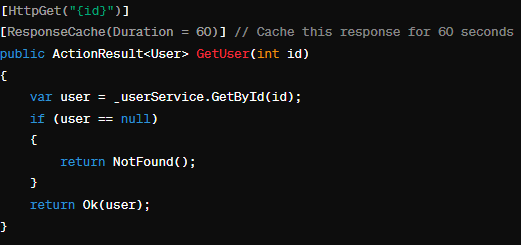 [HttpGet("{id}")]
[ResponseCache(Duration = 60)] // Cache this response for 60 seconds
public ActionResult<User> GetUser(int id)
{
    var user = _userService.GetById(id);
    if (user == null)
    {
        return NotFound();
    }
    return Ok(user);
}